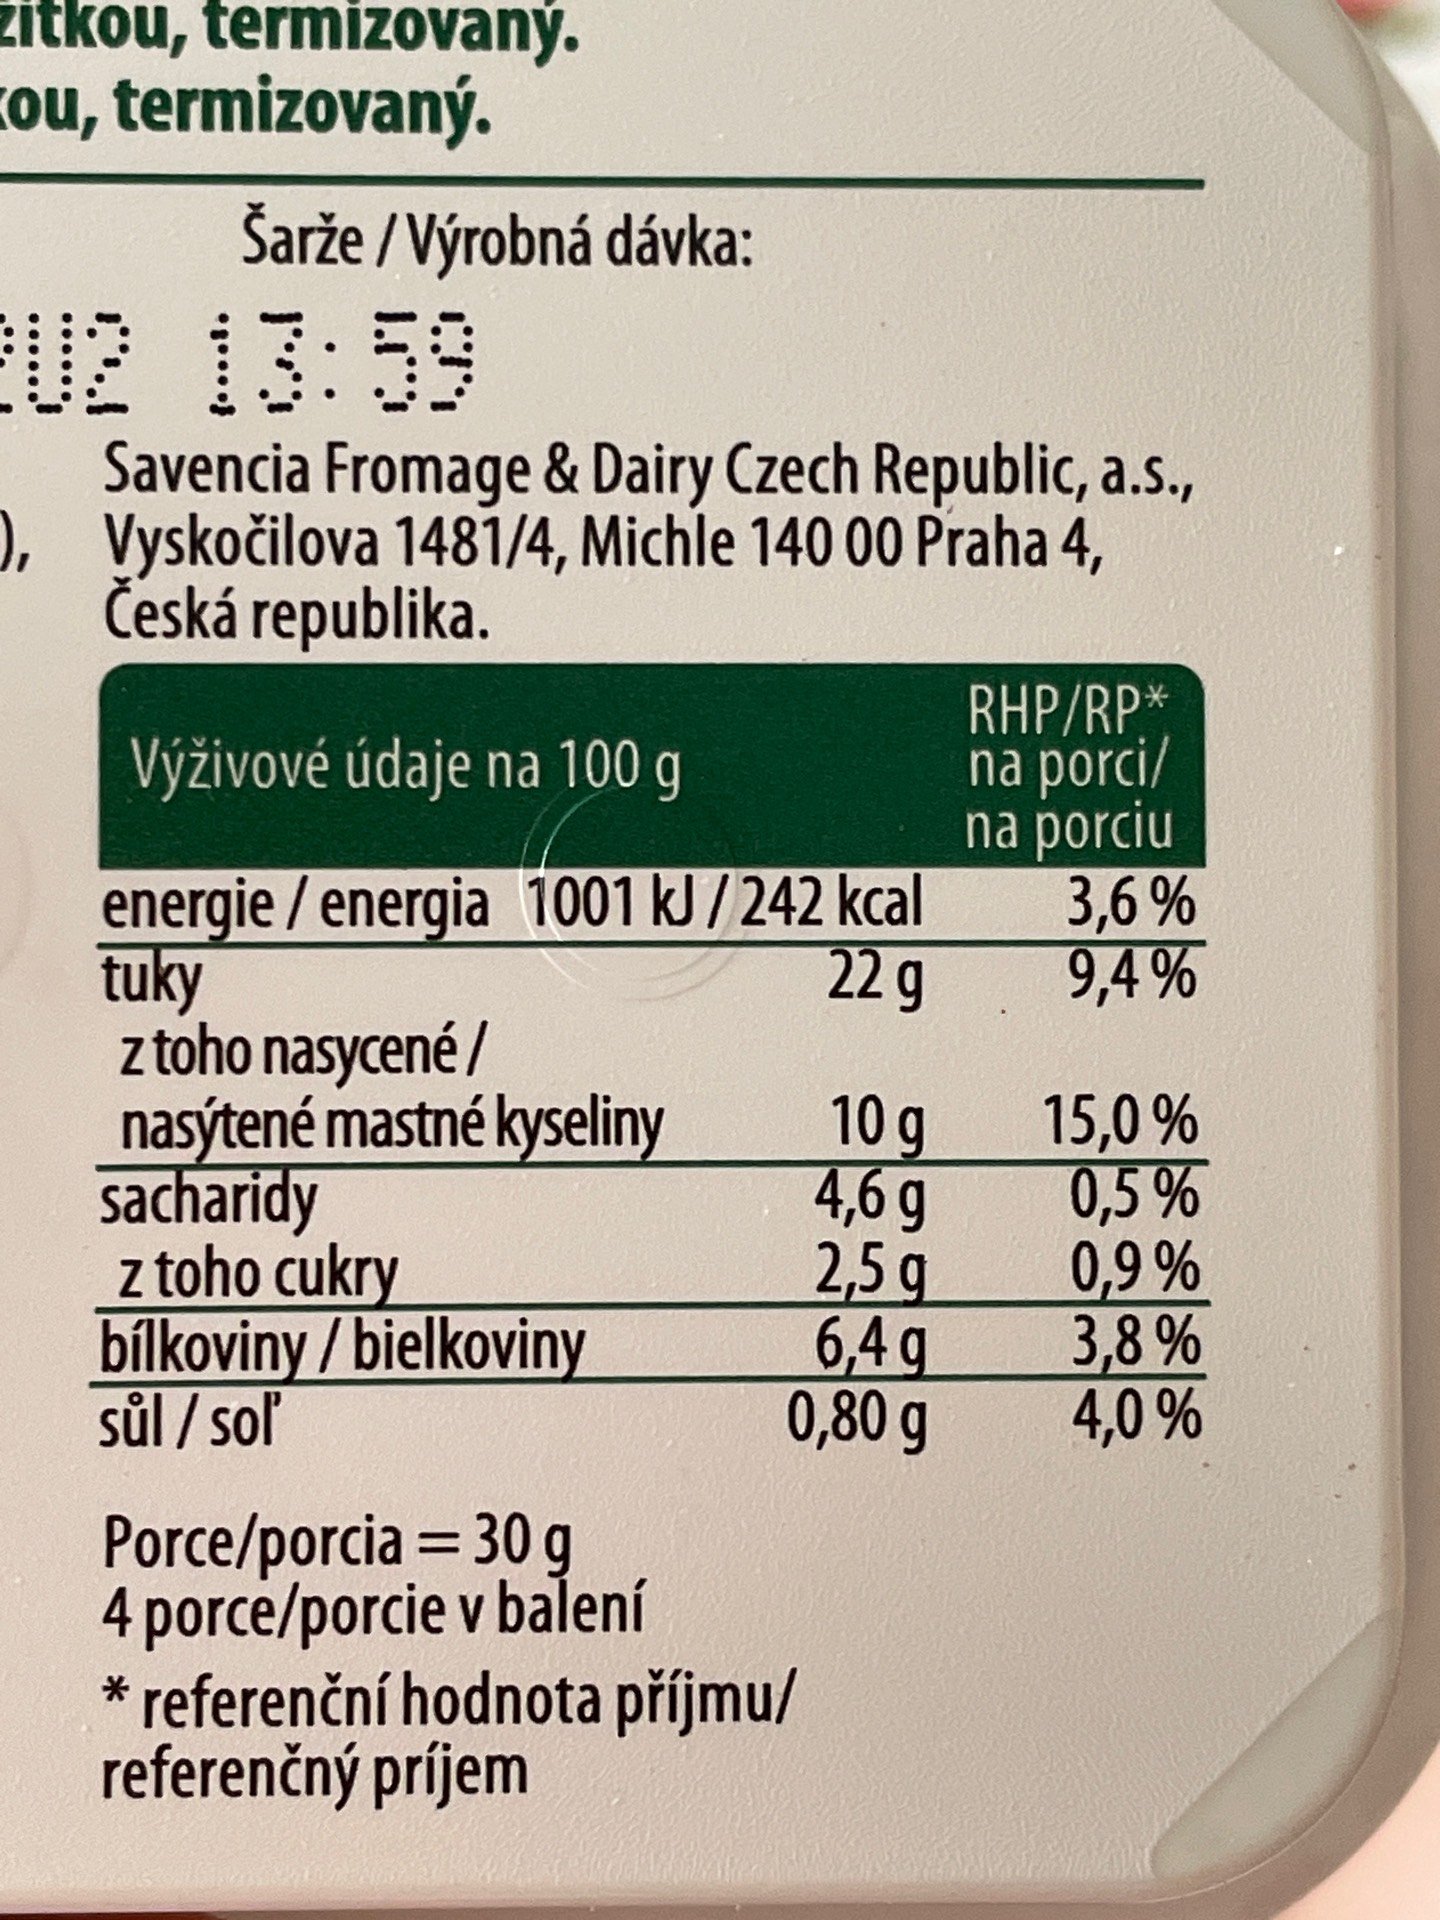 termizovaný.
termizovaný.
Šarže / Výrobná dávka:
13:59
Savencia Fromage & Dairy Czech Republic, a.s.,
), Vyskočilova 1481/4, Michle 140 00 Praha 4,
Česká republika.
Výživové údaje na 100 g
RHP/RP*
na porci/
na porciu
energie / energia 1001 kJ / 242 kcal 3,6 %
tuky 22 g 9,4 %
z toho nasycené /
nasýtené mastné kyseliny 10 g 15,0 %
sacharidy 4,6 g 0,5 %
z toho cukry 2,5 g 0,9 %
bílkoviny / bielkoviny 6,4 g 3,8 %
sůl / soľ 0,80 g 4,0 %
Porce/porcia = 30 g
4 porce/porcie v balení
* referenční hodnota příjmu/
referenčný príjem